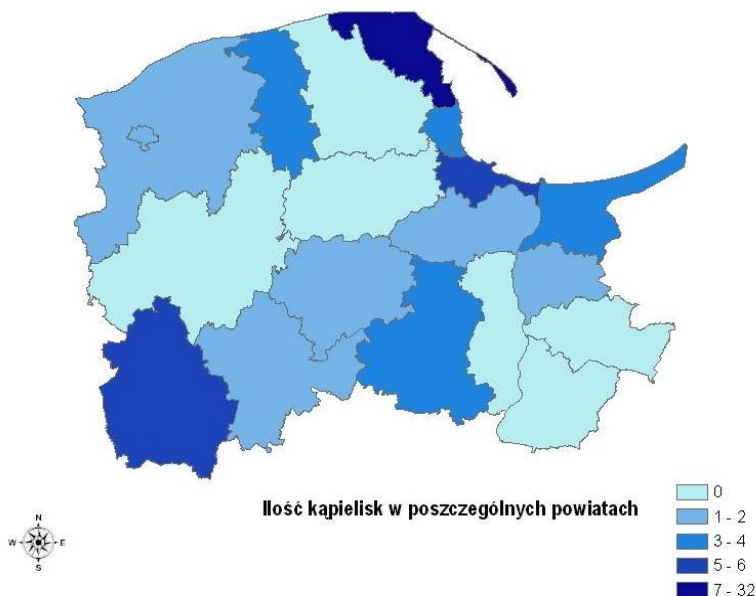 Ilość kąpielisk w poszczególnych powiatach
0
1 - 2
3 - 4
5 - 6
7 - 32
N
W E
S